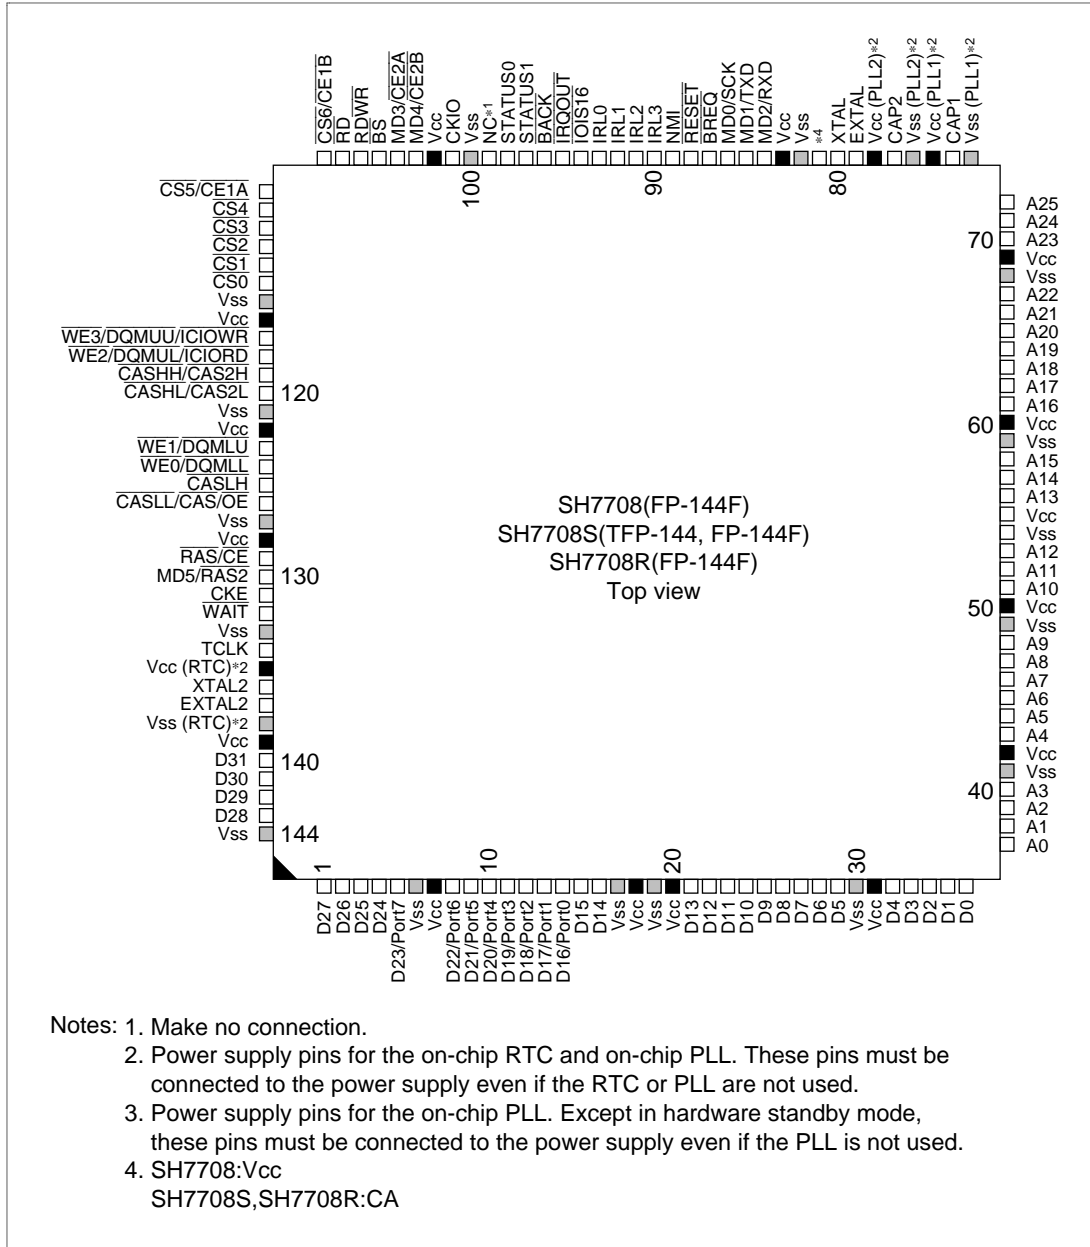 CS6/CE1B
RD
RDWR
BS
MD3/CE2A
MD4/CE2B
Vcc
CKIO
Vss
NC*1
STATUS0
STATUS1
BACK
IRQOUT
IOIS16
IRL0
IRL1
IRL2
IRL3
NMI
RESET
BREQ
MD0/SCK
MD1/TXD
MD2/RXD
Vcc
Vss
*4
XTAL
EXTAL
Vcc (PLL2)*2
CAP2
Vss (PLL2)*2
Vcc (PLL1)*2
CAP1
Vss (PLL1)*2
100
90
80
CS5/CE1A
CS4
CS3
CS2
CS1
CS0
Vss
Vcc
WE3/DQMUU/ICIOWR
WE2/DQMUL/ICIORD
CASHH/CAS2H
CASHL/CAS2L
120
Vss
Vcc
WE1/DQMLU
WE0/DQMLL
CASLH
CASLL/CAS/OE
Vss
Vcc
RAS/CE
MD5/RAS2
130
CKE
WAIT
Vss
TCLK
Vcc (RTC)*2
XTAL2
EXTAL2
Vss (RTC)*2
Vcc
D31
140
D30
D29
D28
Vss
144
SH7708(FP-144F)
SH7708S(TFP-144, FP-144F)
SH7708R(FP-144F)
Top view
A25
A24
70
A23
Vcc
Vss
A22
A21
A20
A19
A18
A17
A16
60
Vcc
Vss
A15
A14
A13
Vcc
Vss
A12
A11
A10
50
Vcc
Vss
A9
A8
A7
A6
A5
A4
Vcc
Vss
40
A3
A2
A1
A0
1
10
20
30
D27
D26
D25
D24
D23/Port7
Vss
Vcc
D22/Port6
D21/Port5
D20/Port4
D19/Port3
D18/Port2
D17/Port1
D16/Port0
D15
D14
Vss
Vcc
Vss
Vcc
D13
D12
D11
D10
D9
D8
D7
D6
D5
Vss
Vcc
D4
D3
D2
D1
D0
Notes: 1. Make no connection.
2. Power supply pins for the on-chip RTC and on-chip PLL. These pins must be
connected to the power supply even if the RTC or PLL are not used.
3. Power supply pins for the on-chip PLL. Except in hardware standby mode,
these pins must be connected to the power supply even if the PLL is not used.
4. SH7708:Vcc
SH7708S,SH7708R:CA